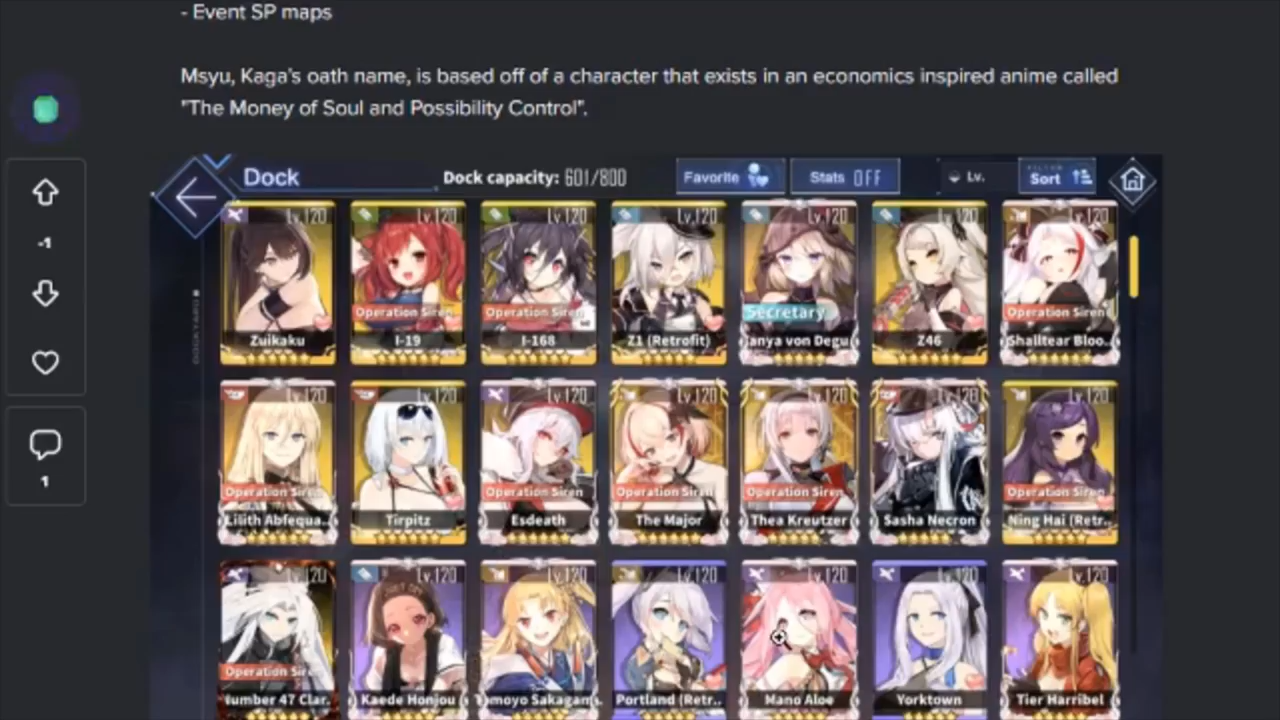 - Event SP maps
Msyu, Kaga's oath name, is based off of a character that exists in an economics inspired anime called
"The Money of Soul and Possibility Control".
Dock
Dock capacity: 601/800
Favorite
Stats OFF
Lv.
Sort
-1
1
Lv.120 Lv.120 Lv.120 Lv.120 Lv.120 Lv.120 Lv.120
Operation Siren Operation Siren Secretary Operation Siren
Zuikaku I-19 I-168 Z1 (Retrofit) anya von Degu Z46 Shalltear Bloo..
Lv.120 Lv.120 Lv.120 Lv.120 Lv.120 Lv.120 Lv.120
Operation Siren Operation Siren Operation Siren Operation Siren Operation Siren
Lilith Abfequa.. Tirpitz Esdeath The Major Thea Kreutzer Sasha Necron Ning Hai (Retr..
Lv.120 Lv.120 Lv.120 Lv.120 Lv.120 Lv.120 Lv.120
Operation Siren
umber 47 Clar. Kaede Honjou omoyo Sakagam Portland (Retr.. Mano Aloe Yorktown Tier Harribel